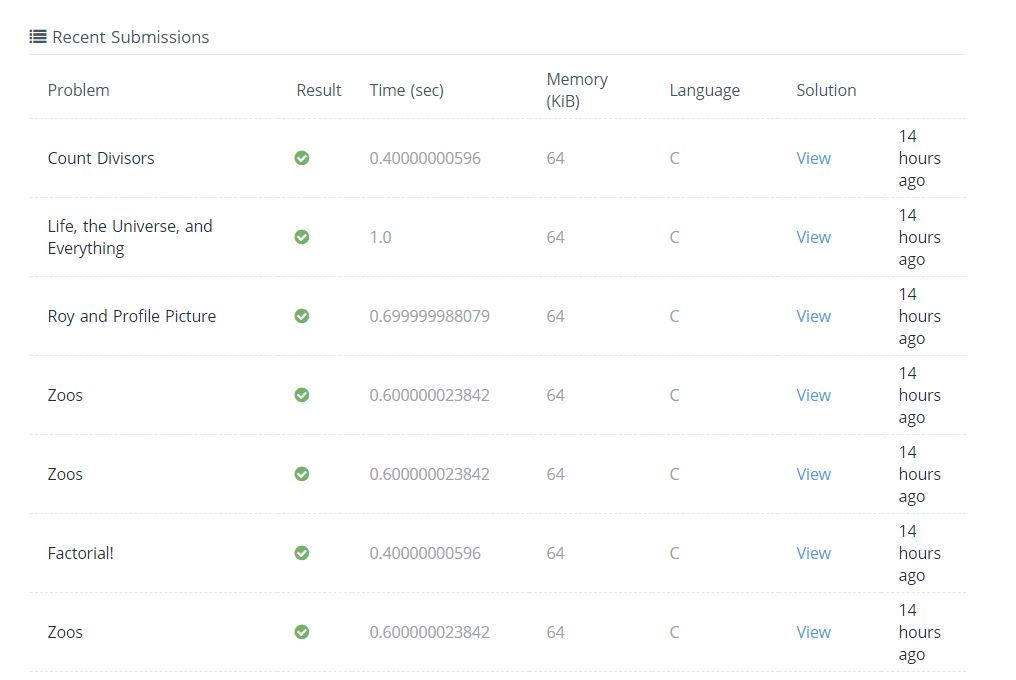 Recent Submissions
Problem Result Time (sec) Memory (KiB) Language Solution
Count Divisors 0.40000000596 64 C View 14 hours ago
Life, the Universe, and Everything 1.0 64 C View 14 hours ago
Roy and Profile Picture 0.699999988079 64 C View 14 hours ago
Zoos 0.600000023842 64 C View 14 hours ago
Zoos 0.600000023842 64 C View 14 hours ago
Factorial! 0.40000000596 64 C View 14 hours ago
Zoos 0.600000023842 64 C View 14 hours ago